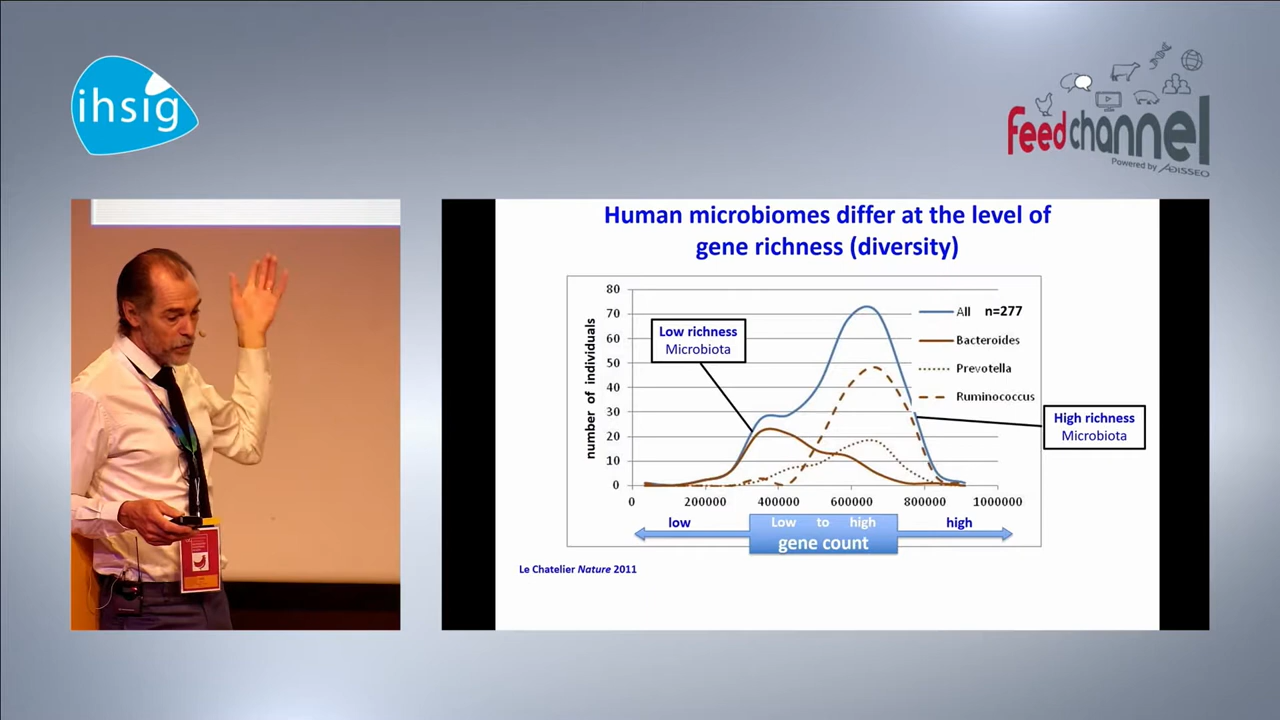 ihsig
feedchannel
Powered by ADISSEO
Human microbiomes differ at the level of
gene richness (diversity)
80
70
60
50
40
30
20
10
0
number of individuals
Low richness
Microbiota
All n=277
Bacteroides
Prevotella
Ruminococcus
High richness
Microbiota
0 200000 400000 600000 800000 1000000
low Low to high high
gene count
Le Chatelier Nature 2011